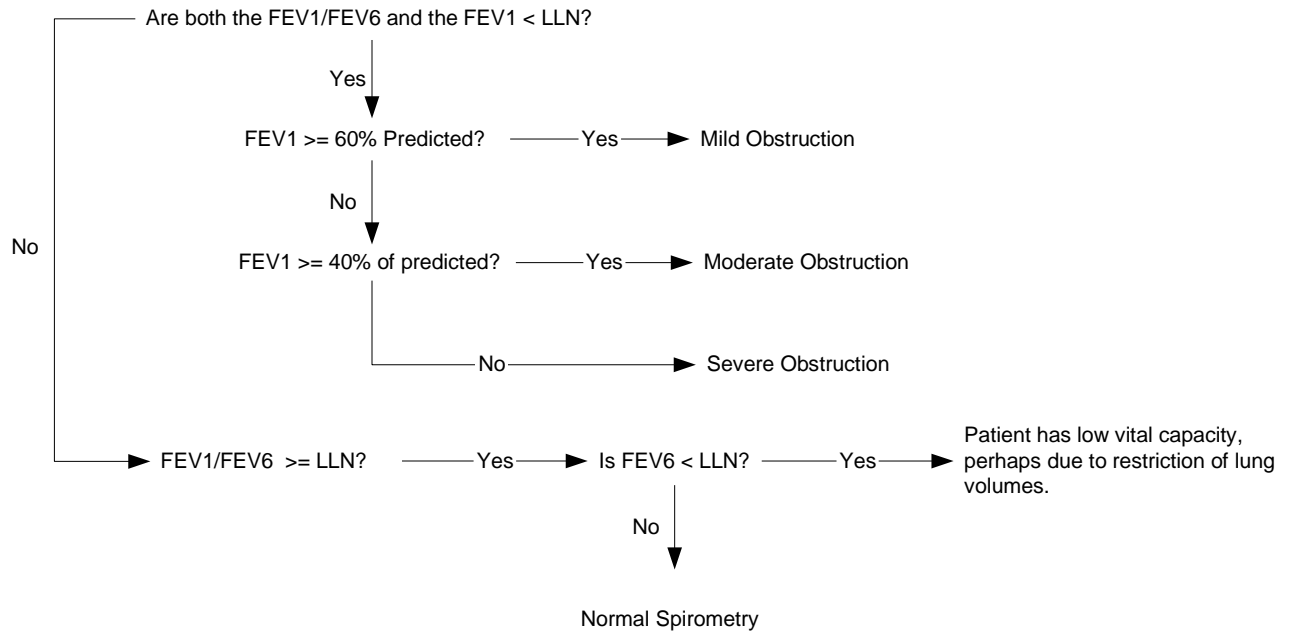 Are both the FEV1/FEV6 and the FEV1 < LLN?
Yes
FEV1 >= 60% Predicted?
Yes
Mild Obstruction
No
No
FEV1 >= 40% of predicted?
Yes
Moderate Obstruction
No
Severe Obstruction
FEV1/FEV6 >= LLN?
Yes
Is FEV6 < LLN?
Yes
Patient has low vital capacity,
perhaps due to restriction of lung
volumes.
No
Normal Spirometry